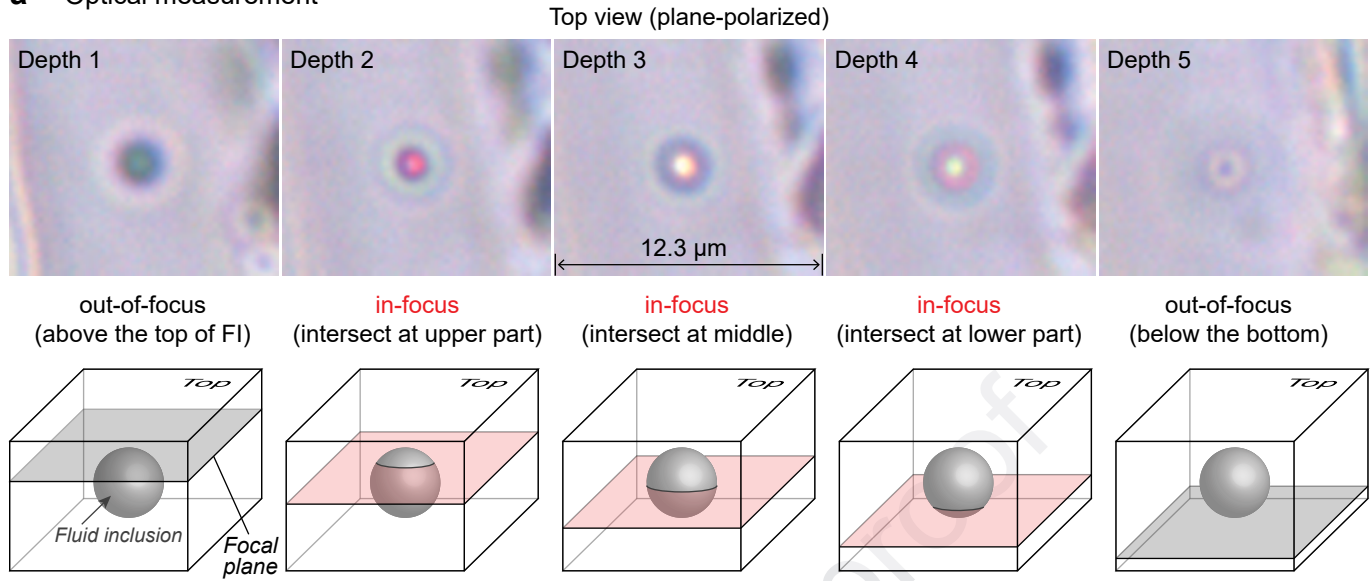 a Optical measurement
Top view (plane-polarized)
Depth 1
Depth 2
Depth 3
Depth 4
Depth 5
12.3 µm
out-of-focus
(above the top of FI)
in-focus
(intersect at upper part)
in-focus
(intersect at middle)
in-focus
(intersect at lower part)
out-of-focus
(below the bottom)
Top
Top
Top
Top
Top
Fluid inclusion
Focal
plane
proof